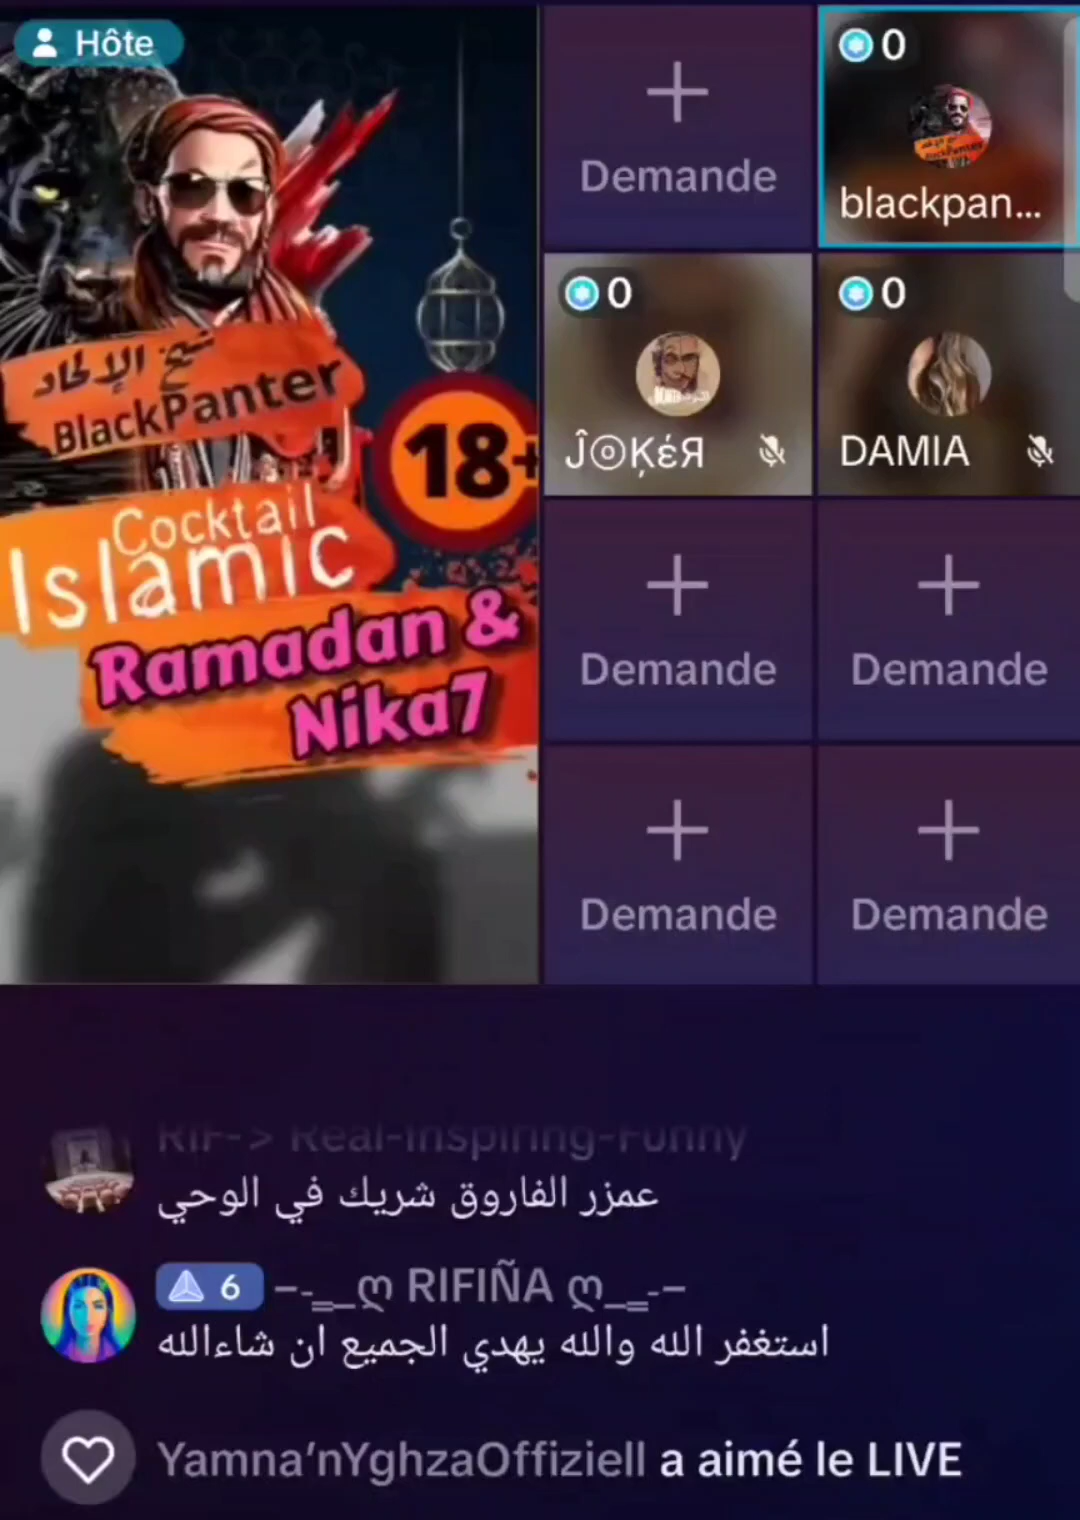 Hôte
شيخ الإلحاد
BlackPanter
18+
Cocktail
Islamic
Ramadan &
Nika7
Demande
0
blackpan...
0
Ĵ⊚Ķέя
0
DAMIA
Demande
Demande
Demande
Demande
RIF-> Real-Inspiring-Funny
عمزر الفاروق شريك في الوحي
6 –-‗_ღ RIFIÑA ღ_‗-–
استغفر الله والله يهدي الجميع ان شاءالله
Yamna’nYghzaOffiziell a aimé le LIVE